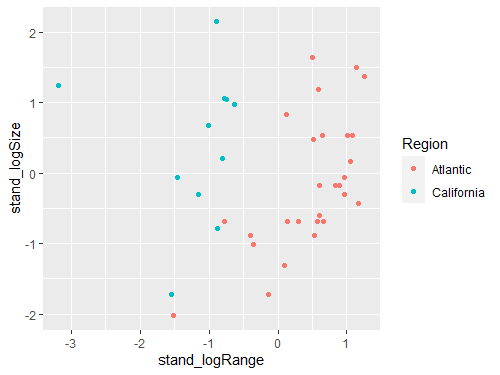 2
1
0
-1
-2
stand_logSize
-3
-2
-1
0
1
stand_logRange
Region
Atlantic
California